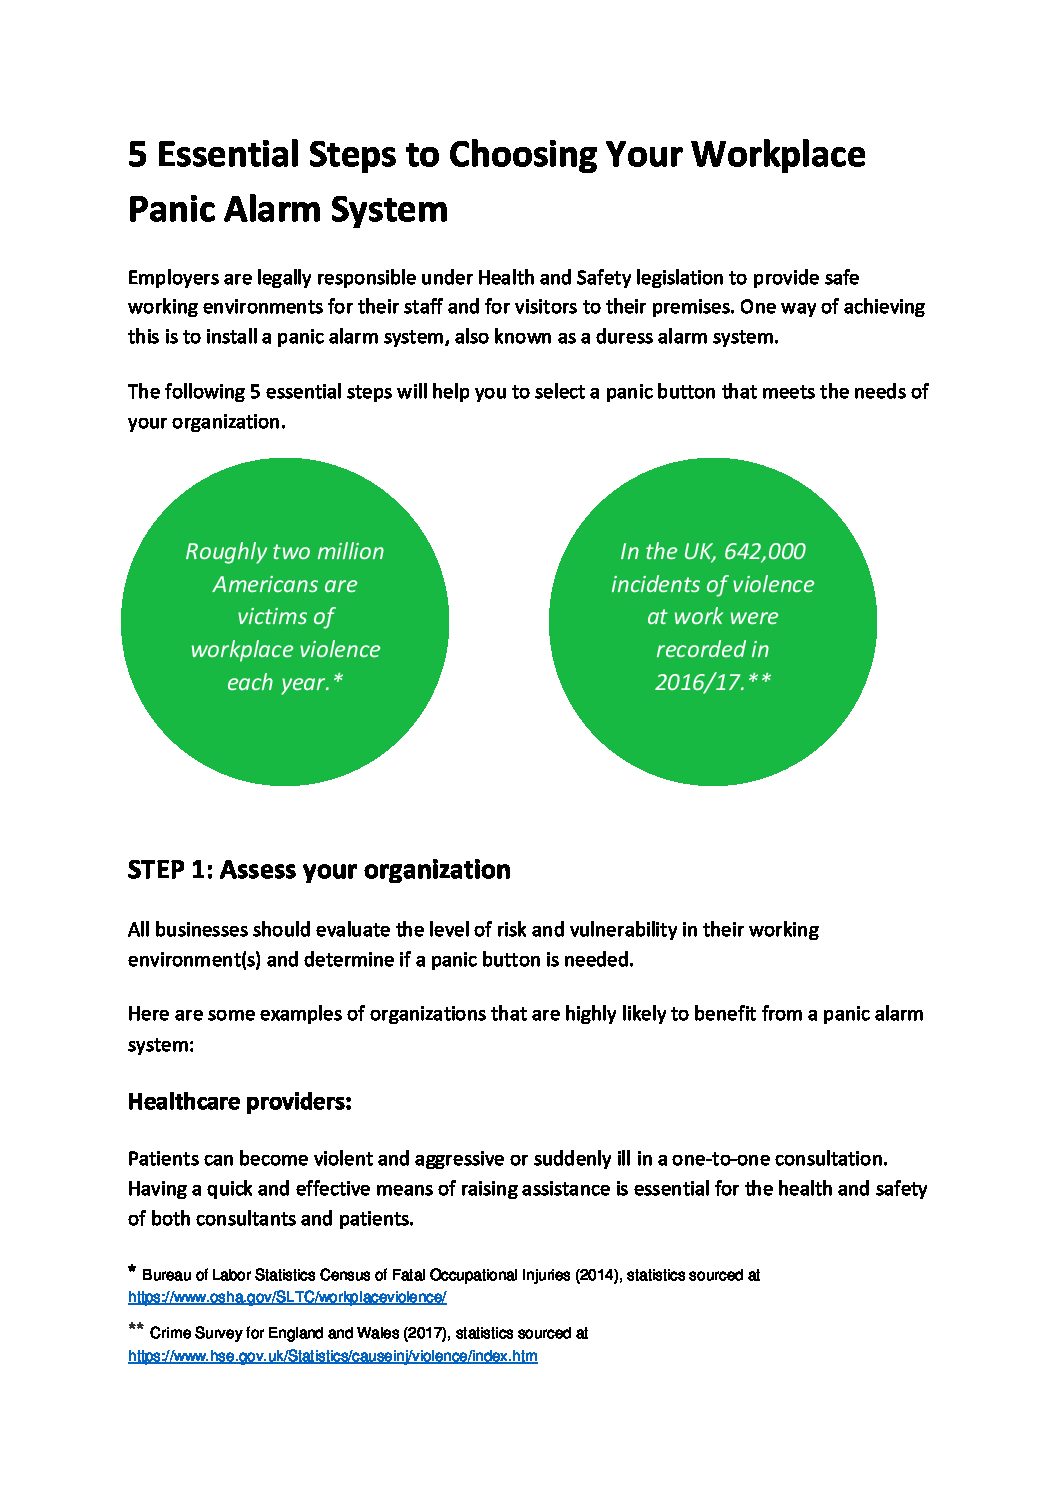 5 Essential Steps to Choosing Your Workplace
Panic Alarm System
Employers are legally responsible under Health and Safety legislation to provide safe
working environments for their staff and for visitors to their premises. One way of achieving
this is to install a panic alarm system, also known as a duress alarm system.
The following 5 essential steps will help you to select a panic button that meets the needs of
your organization.
Roughly two million
Americans are
victims of
workplace violence
each year.*
In the UK, 642,000
incidents of violence
at work were
recorded in
2016/17.**
STEP 1: Assess your organization
All businesses should evaluate the level of risk and vulnerability in their working
environment(s) and determine if a panic button is needed.
Here are some examples of organizations that are highly likely to benefit from a panic alarm
system:
Healthcare providers:
Patients can become violent and aggressive or suddenly ill in a one-to-one consultation.
Having a quick and effective means of raising assistance is essential for the health and safety
of both consultants and patients.
* Bureau of Labor Statistics Census of Fatal Occupational Injuries (2014), statistics sourced at
https://www.osha.gov/SLTC/workplaceviolence/
** Crime Survey for England and Wales (2017), statistics sourced at
https://www.hse.gov.uk/Statistics/causeinj/violence/index.htm